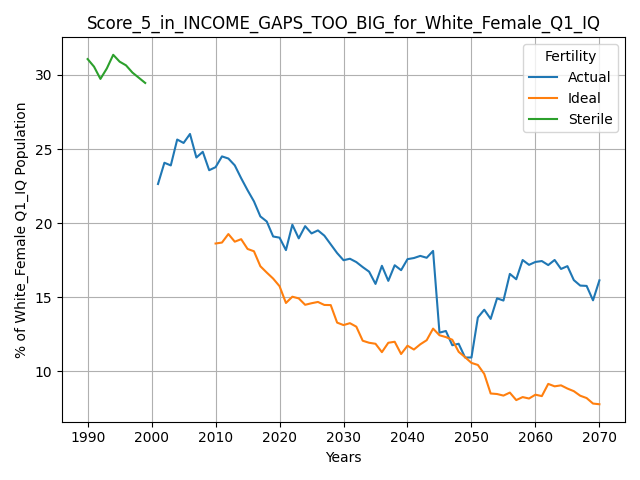 Score_5_in_INCOME_GAPS_TOO_BIG_for_White_Female_Q1_IQ
% of White_Female Q1_IQ Population
30
25
20
15
10
Fertility
Actual
Ideal
Sterile
1990 2000 2010 2020 2030 2040 2050 2060 2070
Years